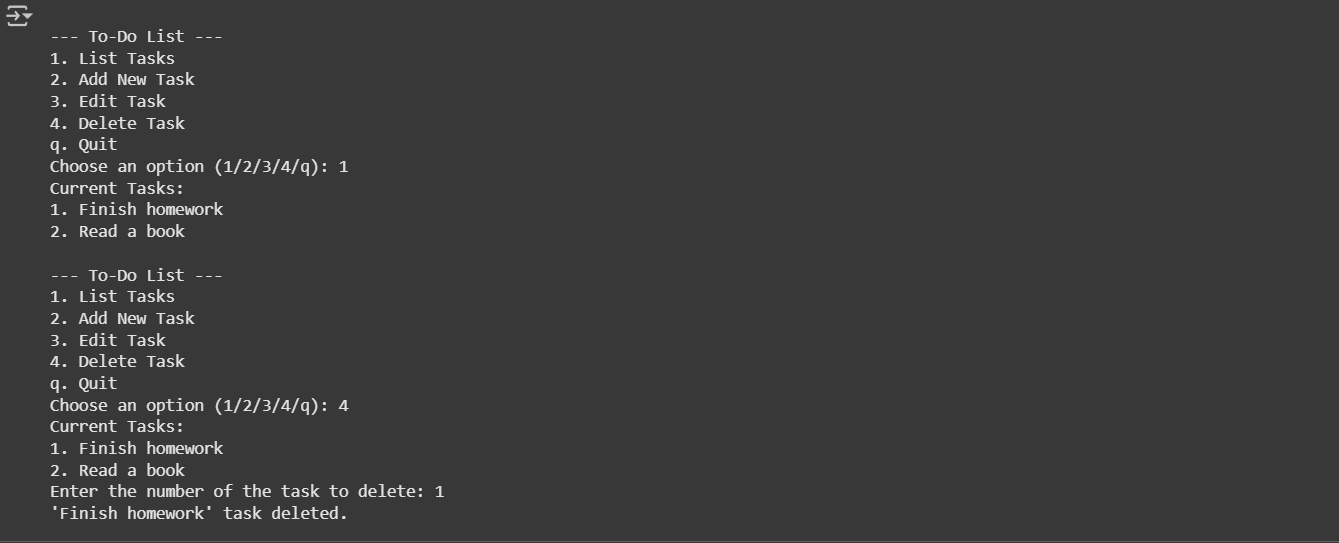 --- To-Do List ---
1. List Tasks
2. Add New Task
3. Edit Task
4. Delete Task
q. Quit
Choose an option (1/2/3/4/q): 1
Current Tasks:
1. Finish homework
2. Read a book

--- To-Do List ---
1. List Tasks
2. Add New Task
3. Edit Task
4. Delete Task
q. Quit
Choose an option (1/2/3/4/q): 4
Current Tasks:
1. Finish homework
2. Read a book
Enter the number of the task to delete: 1
'Finish homework' task deleted.